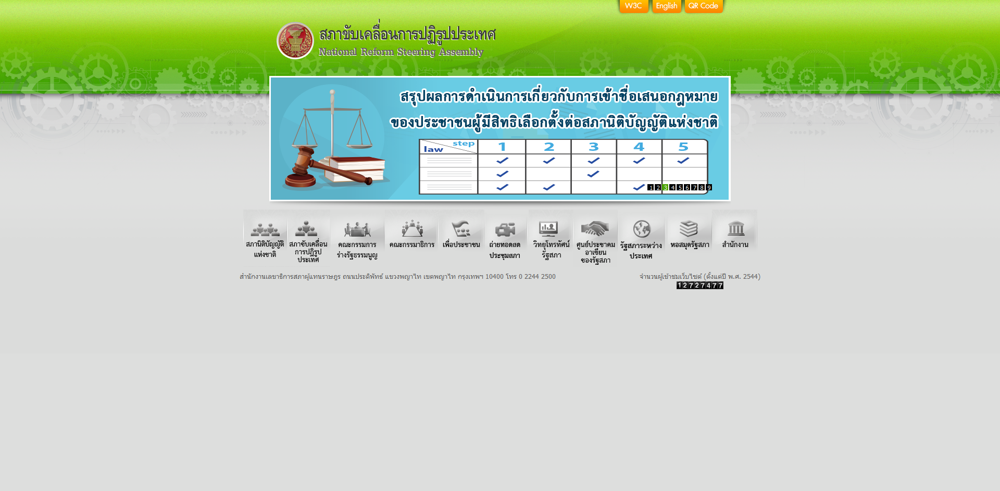 W3C English QR Code
สภาขับเคลื่อนการปฏิรูปประเทศ
National Reform Steering Assembly
สรุปผลการดำเนินการเกี่ยวกับการเข้าชื่อเสนอกฎหมาย
ของประชาชนผู้มีสิทธิเลือกตั้งต่อสภานิติบัญญัติแห่งชาติ
step 1 2 3 4 5
law
1 2 3 4 5 6 7 8 9
สภานิติบัญญัติ
แห่งชาติ
สภาขับเคลื่อน
การปฏิรูป
ประเทศ
คณะกรรมการ
ร่างรัฐธรรมนูญ
คณะกรรมาธิการ
เพื่อประชาชน
ถ่ายทอดสด
ประชุมสภา
วิทยุโทรทัศน์
รัฐสภา
ศูนย์ประชาคม
อาเซียน
ของรัฐสภา
รัฐสภาระหว่าง
ประเทศ
หอสมุดรัฐสภา
สำนักงาน
สำนักงานเลขาธิการสภาผู้แทนราษฎร ถนนประดิพัทธ์ แขวงพญาไท เขตพญาไท กรุงเทพฯ 10400 โทร 0 2244 2500
จำนวนผู้เข้าชมเว็บไซต์ (ตั้งแต่ปี พ.ศ. 2544)
12727477